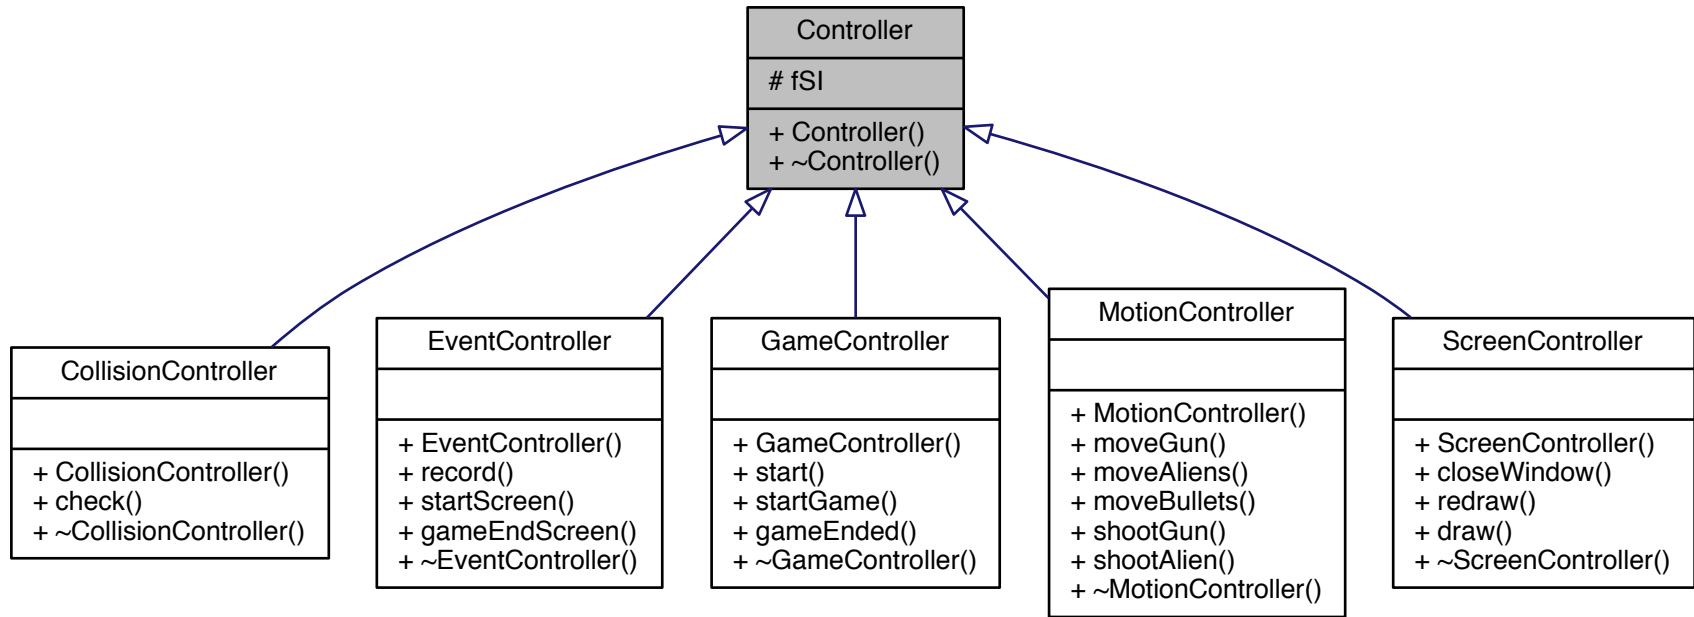 Controller
# fSI
+ Controller()
+ ~Controller()
CollisionController
+ CollisionController()
+ check()
+ ~CollisionController()
EventController
+ EventController()
+ record()
+ startScreen()
+ gameEndScreen()
+ ~EventController()
GameController
+ GameController()
+ start()
+ startGame()
+ gameEnded()
+ ~GameController()
MotionController
+ MotionController()
+ moveGun()
+ moveAliens()
+ moveBullets()
+ shootGun()
+ shootAlien()
+ ~MotionController()
ScreenController
+ ScreenController()
+ closeWindow()
+ redraw()
+ draw()
+ ~ScreenController()